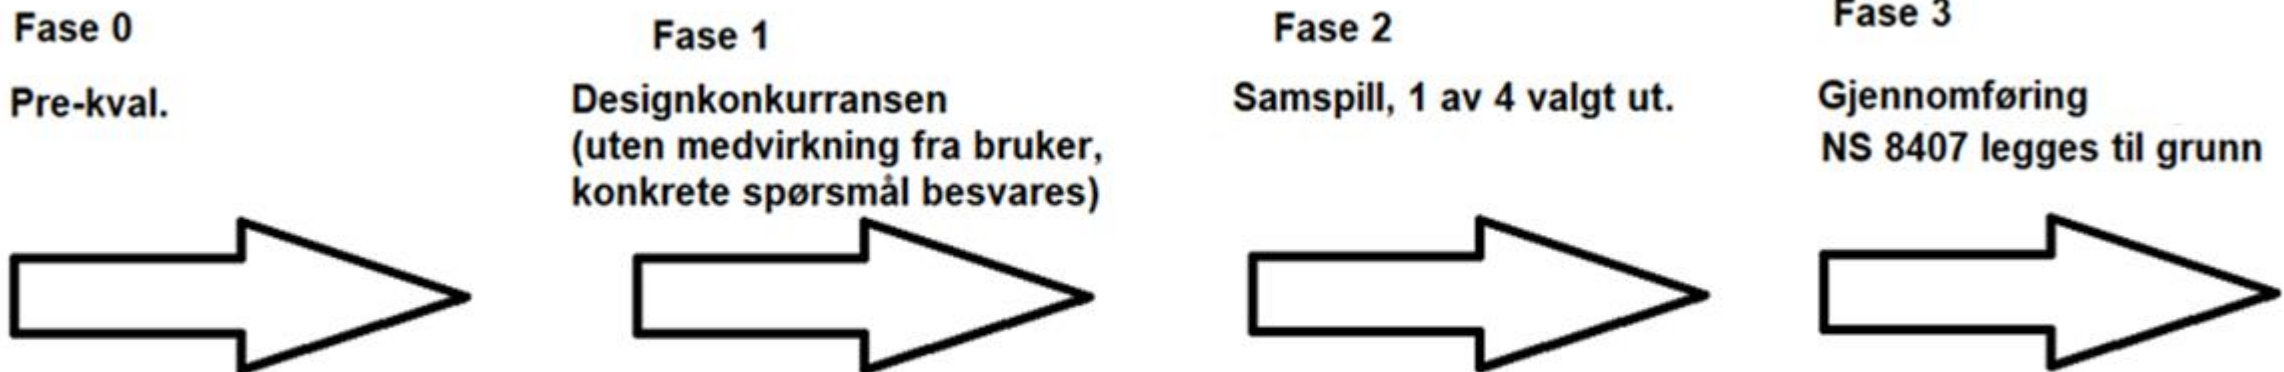 Fase 0
Pre-kval.
Fase 1
Designkonkurransen
(uten medvirkning fra bruker,
konkrete spørsmål besvares)
Fase 2
Samspill, 1 av 4 valgt ut.
Fase 3
Gjennomføring
NS 8407 legges til grunn